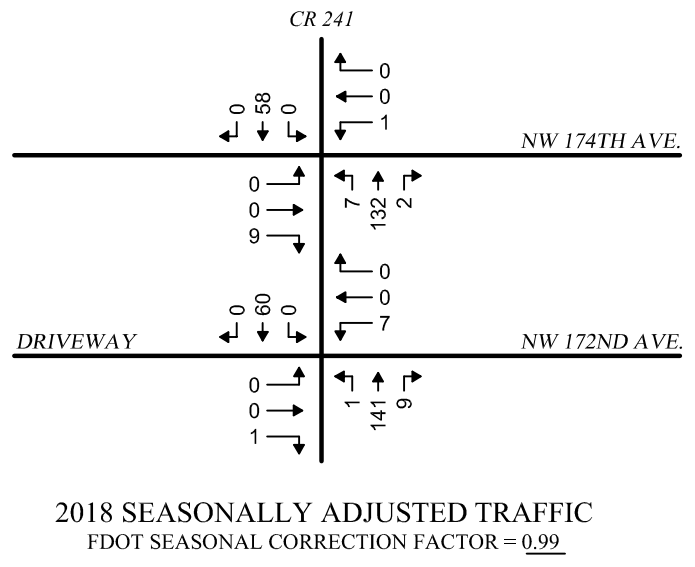 CR 241
0
0
1
0 58 0
NW 174TH AVE.
0
0
9
7 132 2
0
0
7
0 60 0
DRIVEWAY NW 172ND AVE.
0
0
1
1 141 9
2018 SEASONALLY ADJUSTED TRAFFIC
FDOT SEASONAL CORRECTION FACTOR = 0.99